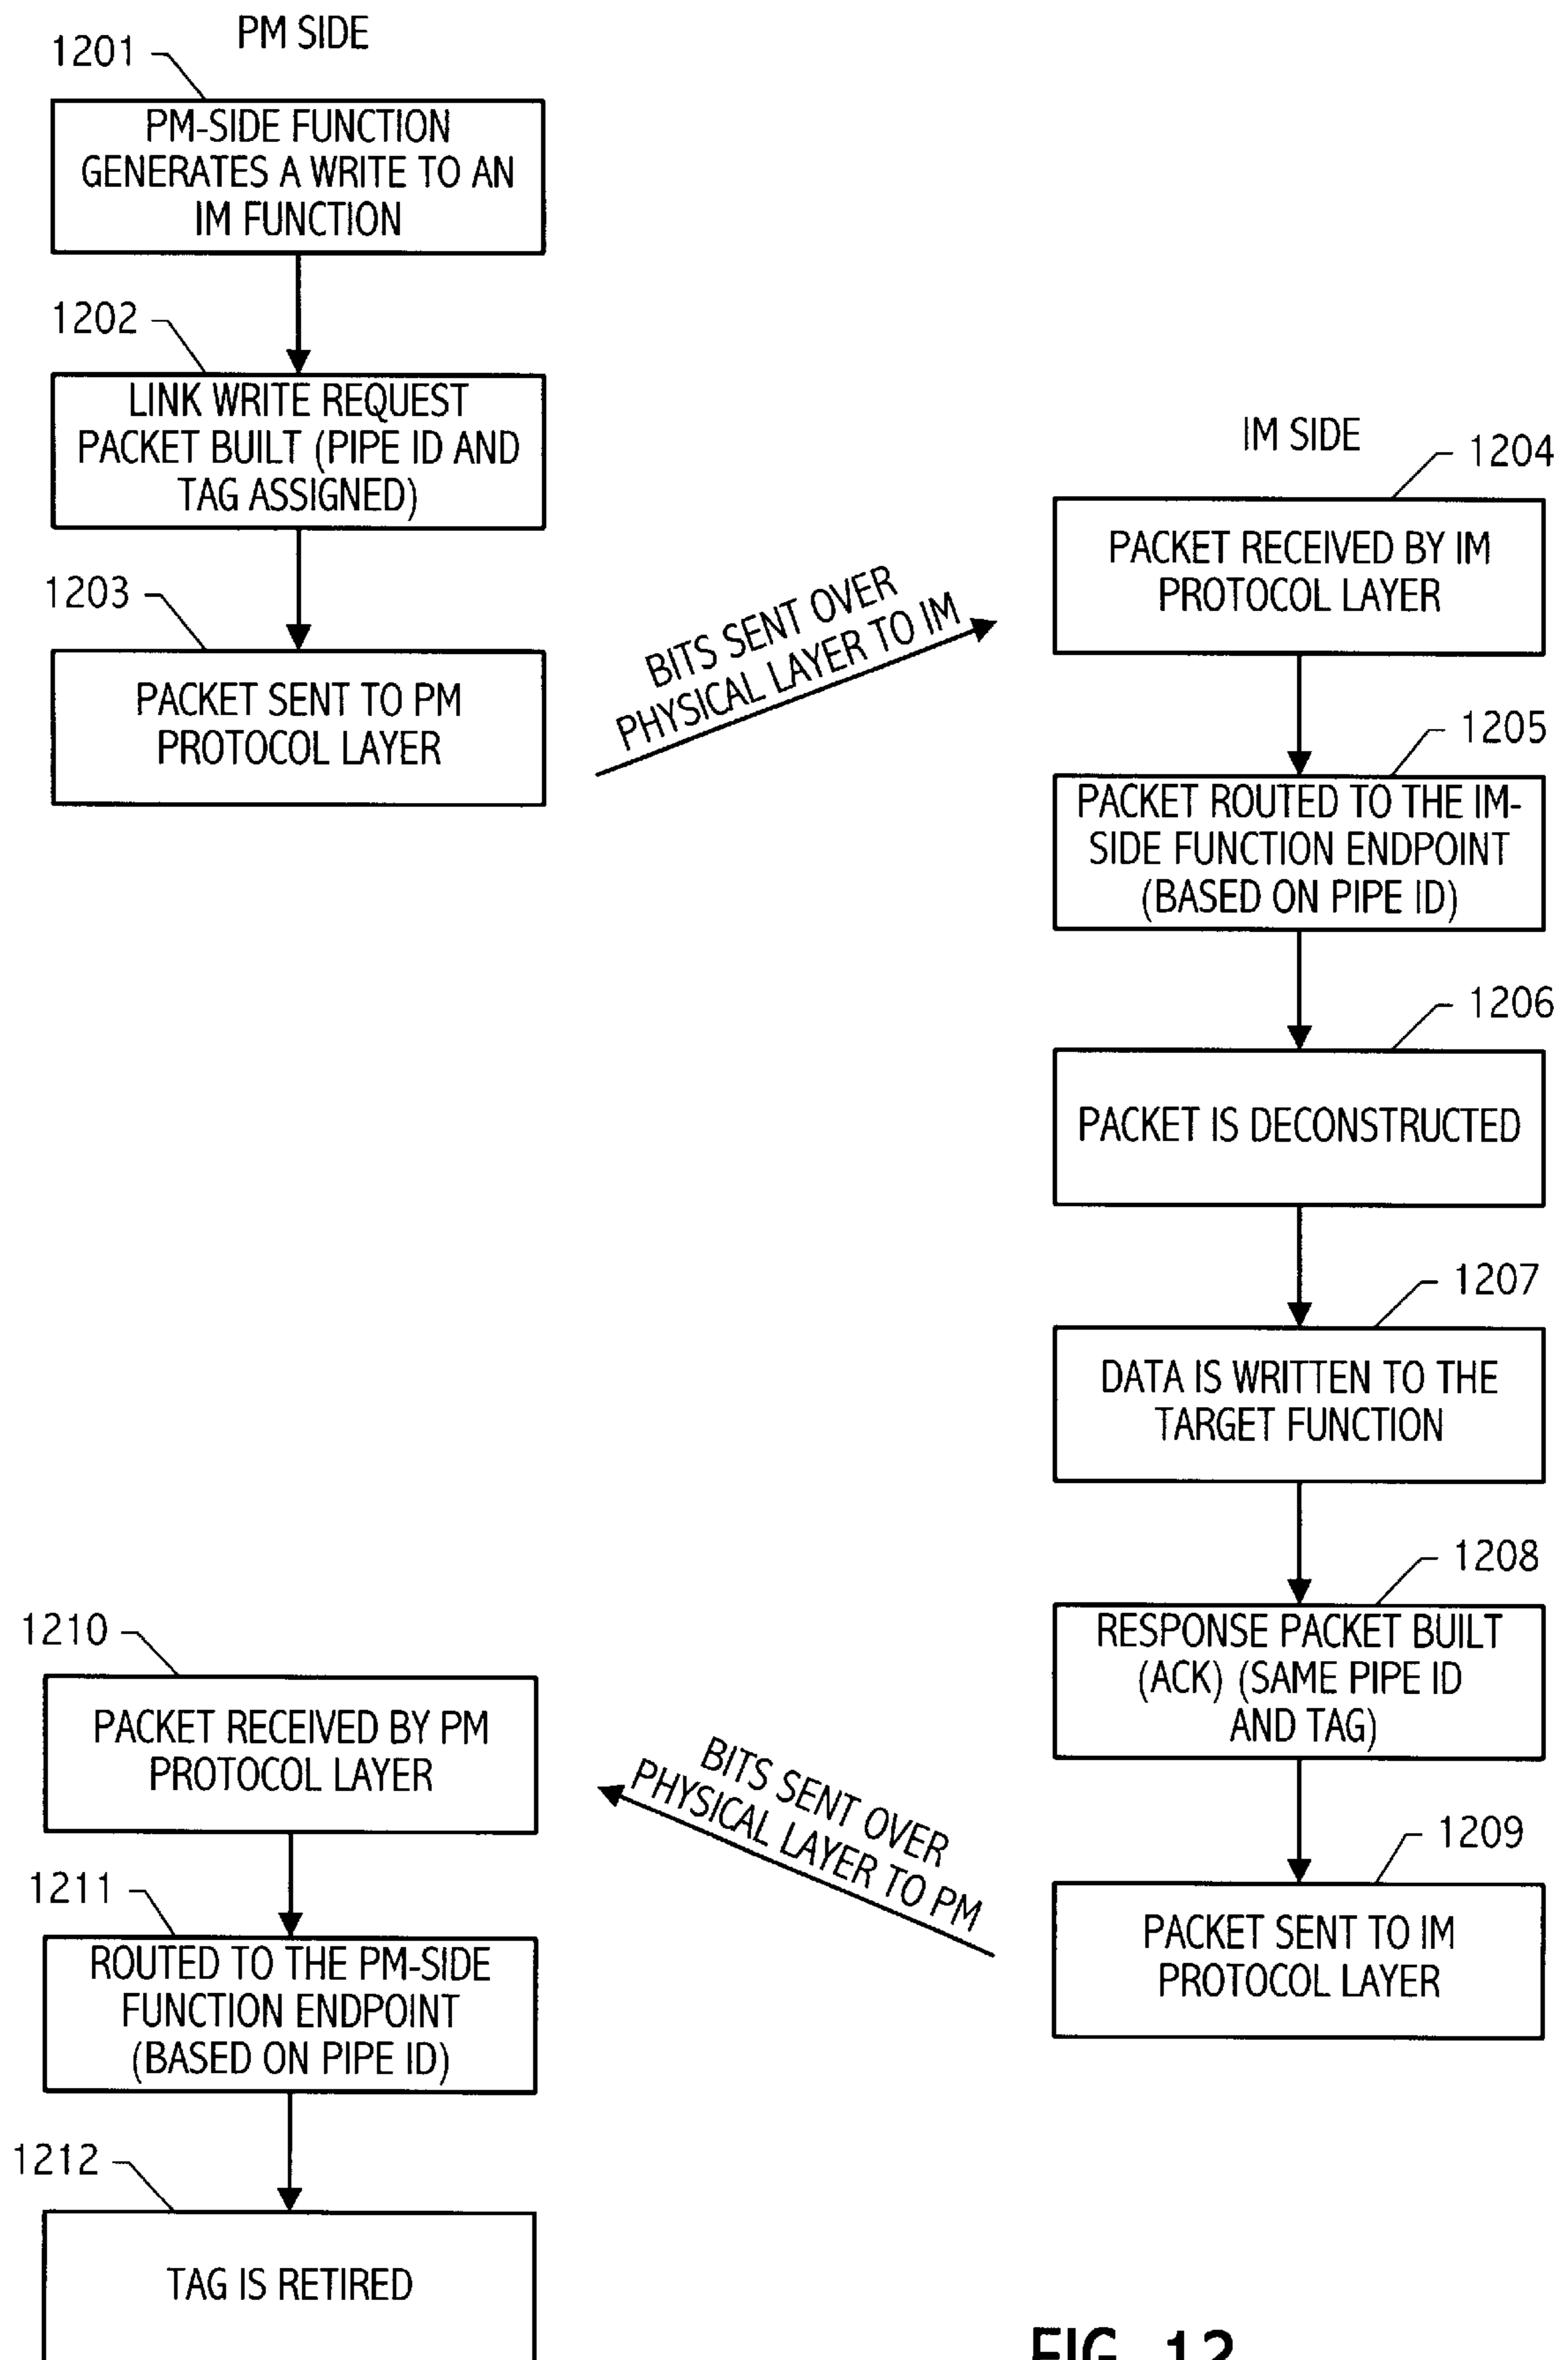 PM SIDE
1201
PM-SIDE FUNCTION
GENERATES A WRITE TO AN
IM FUNCTION
1202
LINK WRITE REQUEST
PACKET BUILT (PIPE ID AND
TAG ASSIGNED)
1203
PACKET SENT TO PM
PROTOCOL LAYER
BITS SENT OVER
PHYSICAL LAYER TO IM
IM SIDE
1204
PACKET RECEIVED BY IM
PROTOCOL LAYER
1205
PACKET ROUTED TO THE IM-
SIDE FUNCTION ENDPOINT
(BASED ON PIPE ID)
1206
PACKET IS DECONSTRUCTED
1207
DATA IS WRITTEN TO THE
TARGET FUNCTION
1208
RESPONSE PACKET BUILT
(ACK) (SAME PIPE ID
AND TAG)
1209
PACKET SENT TO IM
PROTOCOL LAYER
BITS SENT OVER
PHYSICAL LAYER TO PM
1210
PACKET RECEIVED BY PM
PROTOCOL LAYER
1211
ROUTED TO THE PM-SIDE
FUNCTION ENDPOINT
(BASED ON PIPE ID)
1212
TAG IS RETIRED
FIG. 12